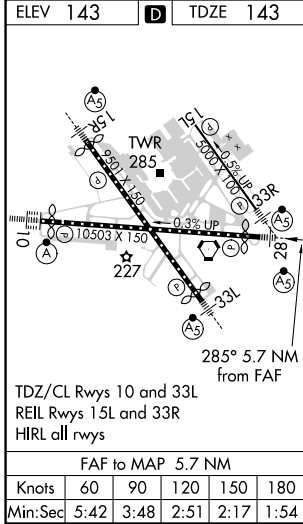 ELEV 143 D TDZE 143
A5
15R
TWR
285
15L
P
0.5% UP
5000 X 100
P
9501 X 150
P
33R
A5
0.3% UP
10
A
P
10503 X 150
P
28
227
P
33L
A5
285° 5.7 NM
from FAF
TDZ/CL Rwys 10 and 33L
REIL Rwys 15L and 33R
HIRL all rwys
FAF to MAP 5.7 NM
Knots 60 90 120 150 180
Min:Sec 5:42 3:48 2:51 2:17 1:54